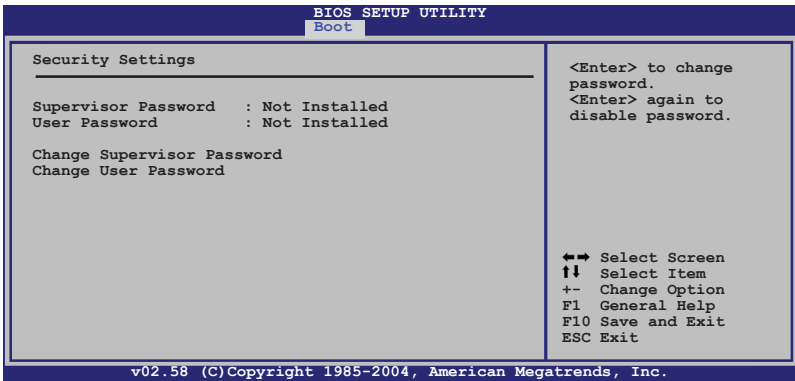 BIOS SETUP UTILITY
Boot
Security Settings
Supervisor Password : Not Installed
User Password : Not Installed
Change Supervisor Password
Change User Password
<Enter> to change
password.
<Enter> again to
disable password.
←→ Select Screen
↑↓ Select Item
+- Change Option
F1 General Help
F10 Save and Exit
ESC Exit
v02.58 (C)Copyright 1985-2004, American Megatrends, Inc.